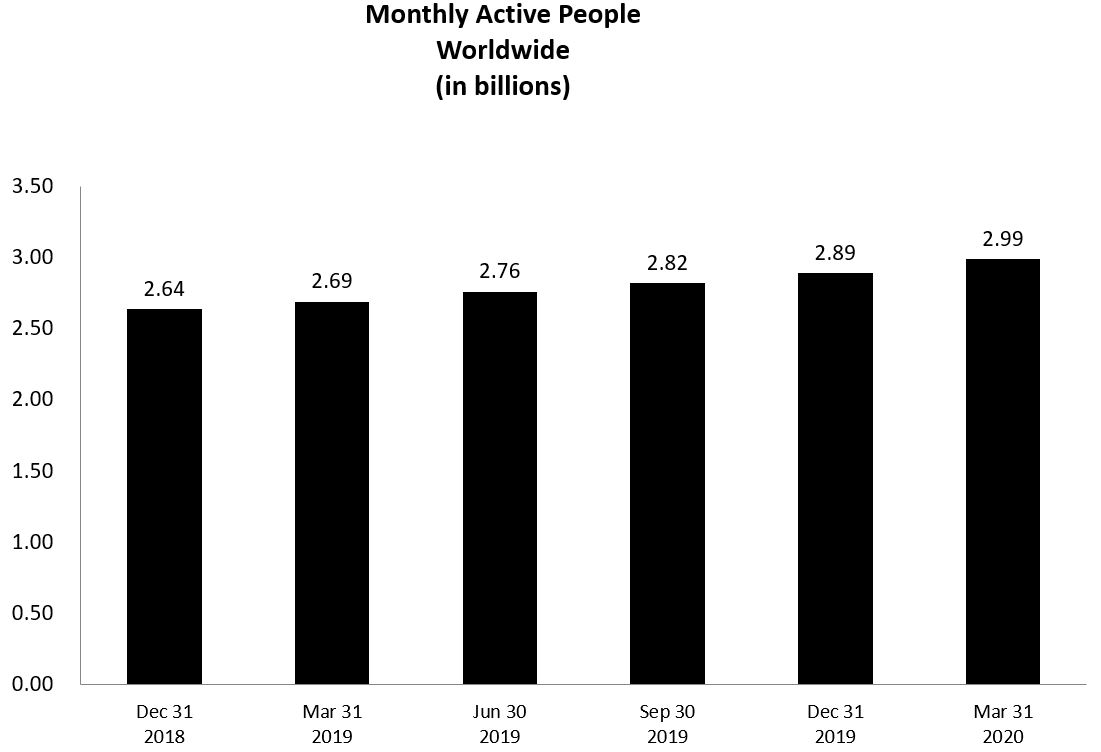 Monthly Active People
Worldwide
(in billions)
3.50
3.00
2.50
2.00
1.50
1.00
0.50
0.00
2.64
2.69
2.76
2.82
2.89
2.99
Dec 31
2018
Mar 31
2019
Jun 30
2019
Sep 30
2019
Dec 31
2019
Mar 31
2020